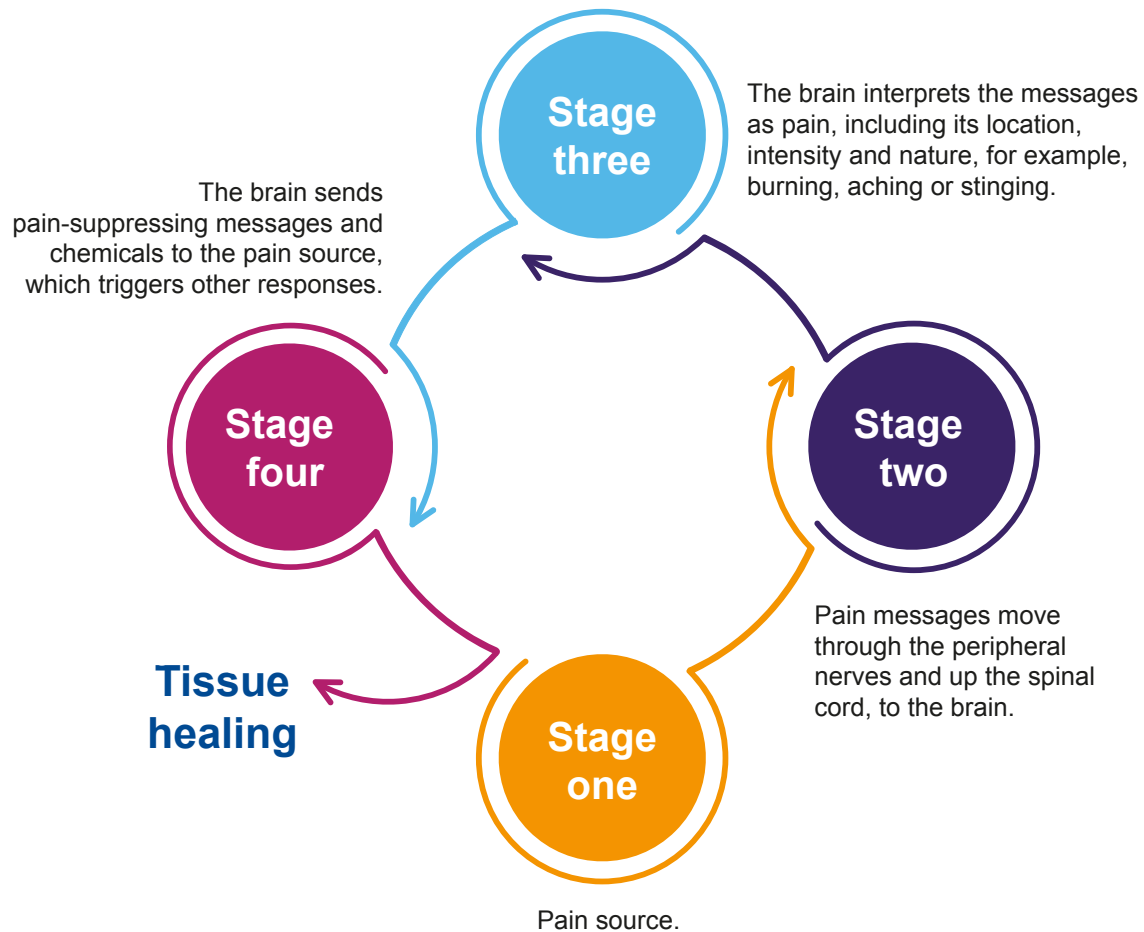 Stage
three
The brain interprets the messages
as pain, including its location,
intensity and nature, for example,
burning, aching or stinging.
The brain sends
pain-suppressing messages and
chemicals to the pain source,
which triggers other responses.
Stage
four
Stage
two
Pain messages move
through the peripheral
nerves and up the spinal
cord, to the brain.
Tissue
healing
Stage
one
Pain source.